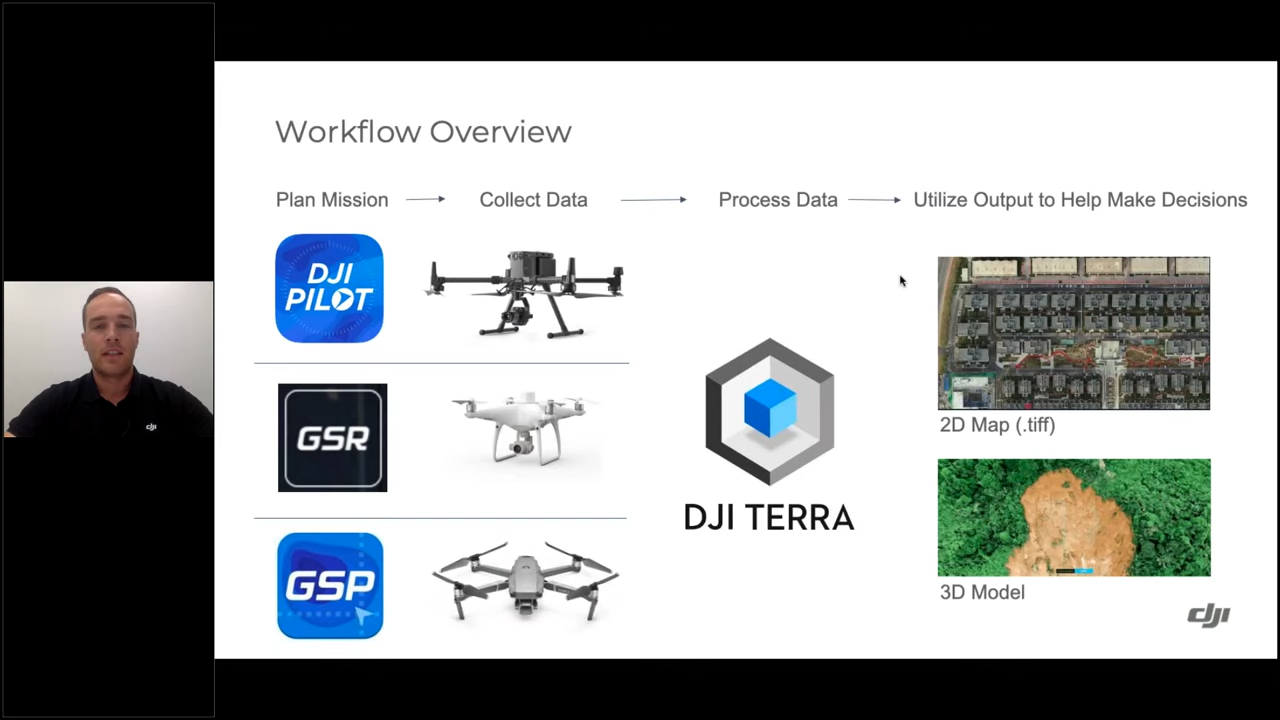 Workflow Overview
Plan Mission
Collect Data
Process Data
Utilize Output to Help Make Decisions
DJI
PILOT
GSR
GSP
DJI TERRA
2D Map (.tiff)
3D Model
dji
dji